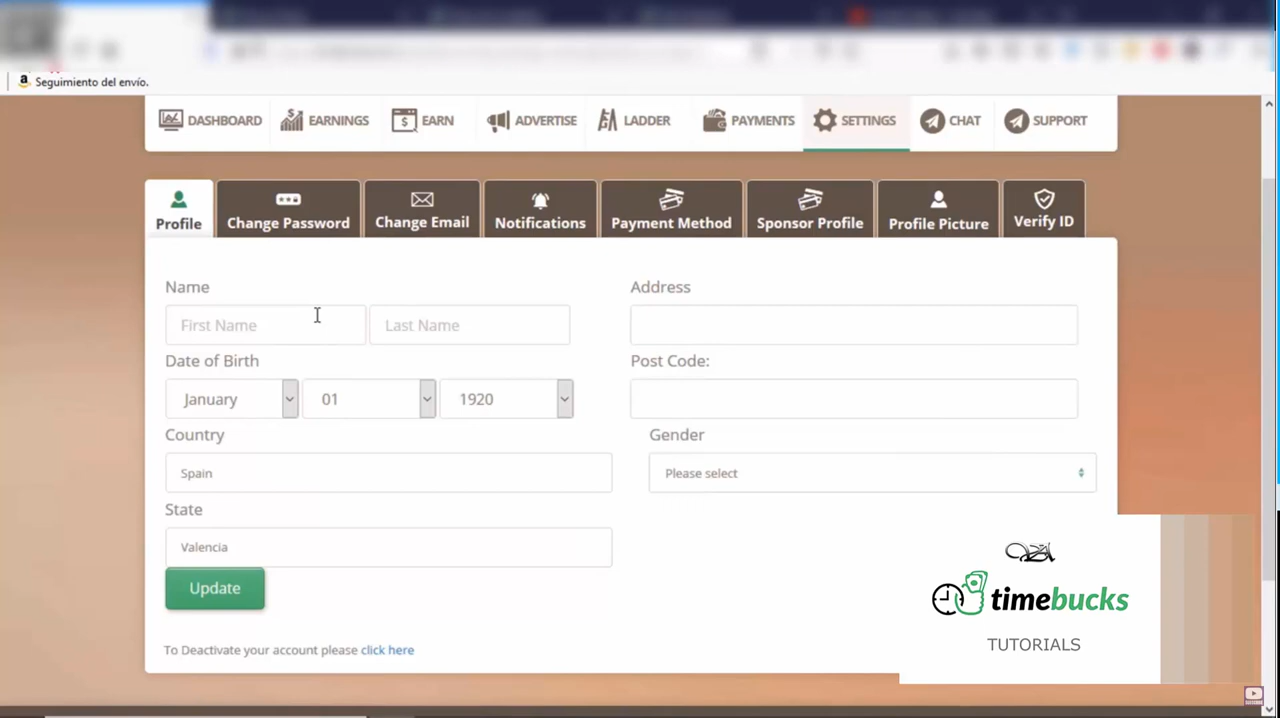 Seguimiento del envío.
DASHBOARD EARNINGS EARN ADVERTISE LADDER PAYMENTS SETTINGS CHAT SUPPORT
Profile Change Password Change Email Notifications Payment Method Sponsor Profile Profile Picture Verify ID
Name Address
First Name Last Name
Date of Birth Post Code:
January 01 1920
Country Gender
Spain Please select
State
Valencia
Update
timebucks
TUTORIALS
To Deactivate your account please click here